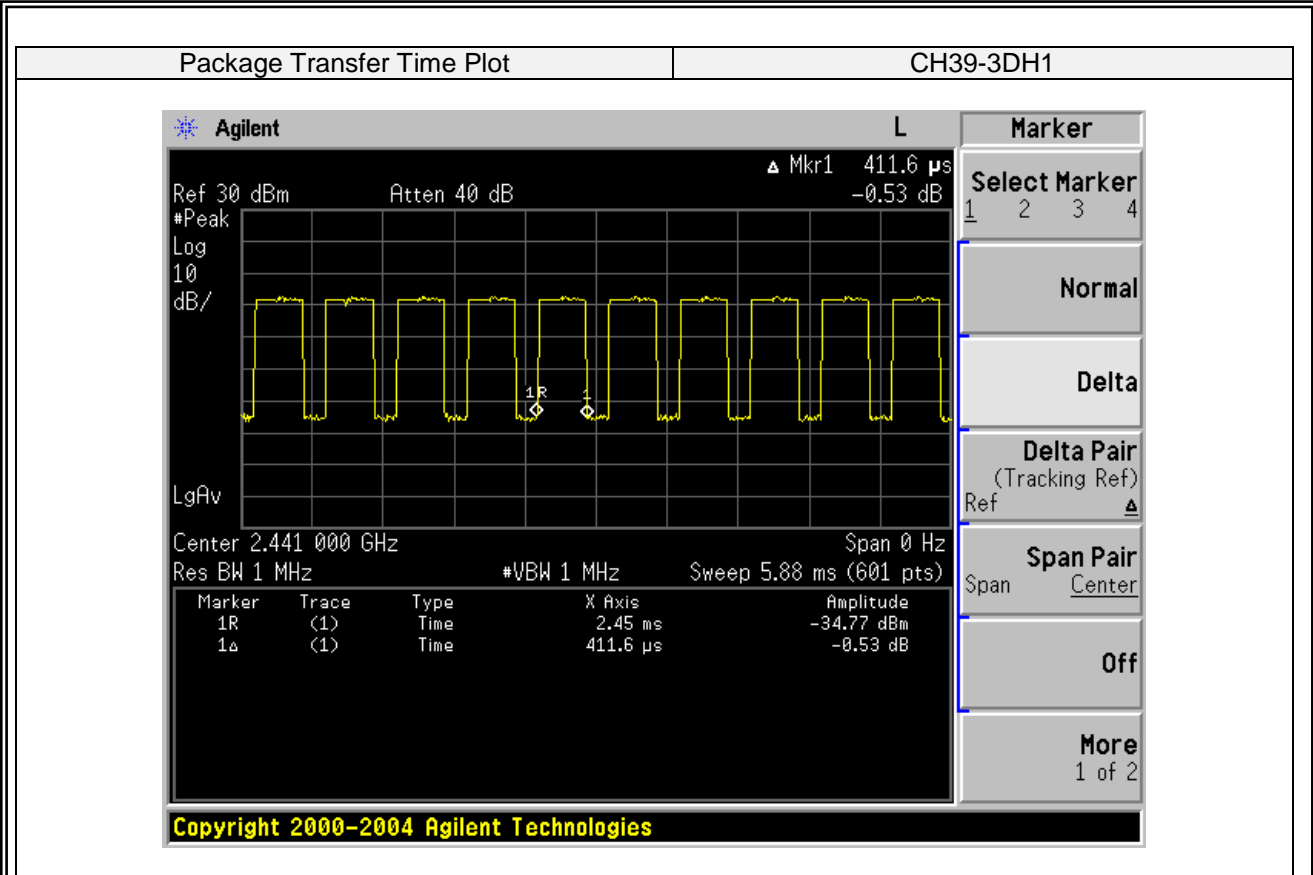 Package Transfer Time Plot CH39-3DH1
Agilent L
Δ Mkr1 411.6 µs
Ref 30 dBm Atten 40 dB -0.53 dB
#Peak
Log
10
dB/
1R 1
LgAv
Center 2.441 000 GHz Span 0 Hz
Res BW 1 MHz #VBW 1 MHz Sweep 5.88 ms (601 pts)
Marker Trace Type X Axis Amplitude
1R (1) Time 2.45 ms -34.77 dBm
1Δ (1) Time 411.6 µs -0.53 dB
Marker
Select Marker
1 2 3 4
Normal
Delta
Delta Pair
(Tracking Ref)
Ref Δ
Span Pair
Span Center
Off
More
1 of 2
Copyright 2000-2004 Agilent Technologies